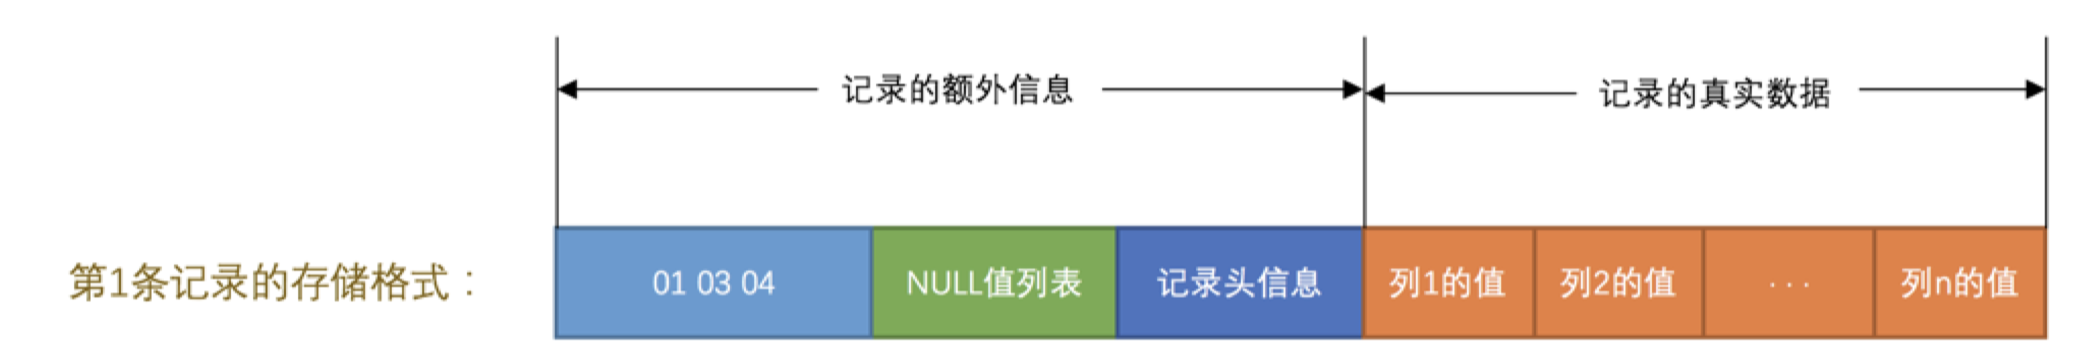 记录的额外信息
记录的真实数据
第1条记录的存储格式：
01 03 04
NULL值列表
记录头信息
列1的值
列2的值
...
列n的值